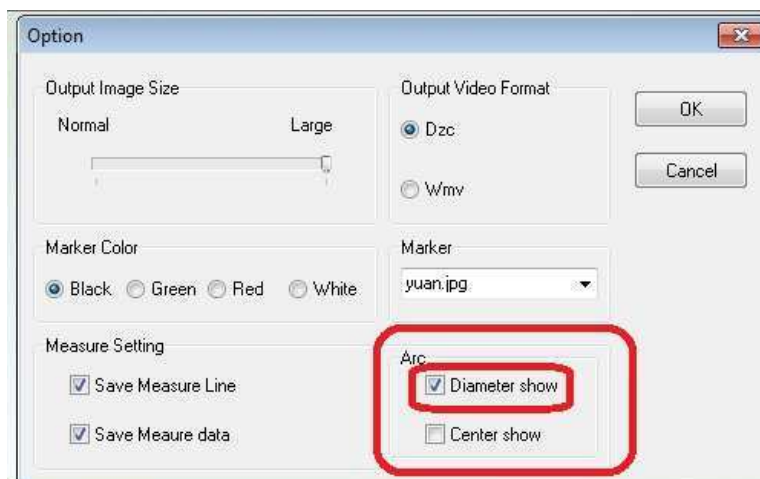 Option
Output Image Size
Normal Large
Output Video Format
Dzc
Wmv
OK
Cancel
Marker Color
Black Green Red White
Marker
yuan.jpg
Measure Setting
Save Measure Line
Save Meaure data
Arc
Diameter show
Center show